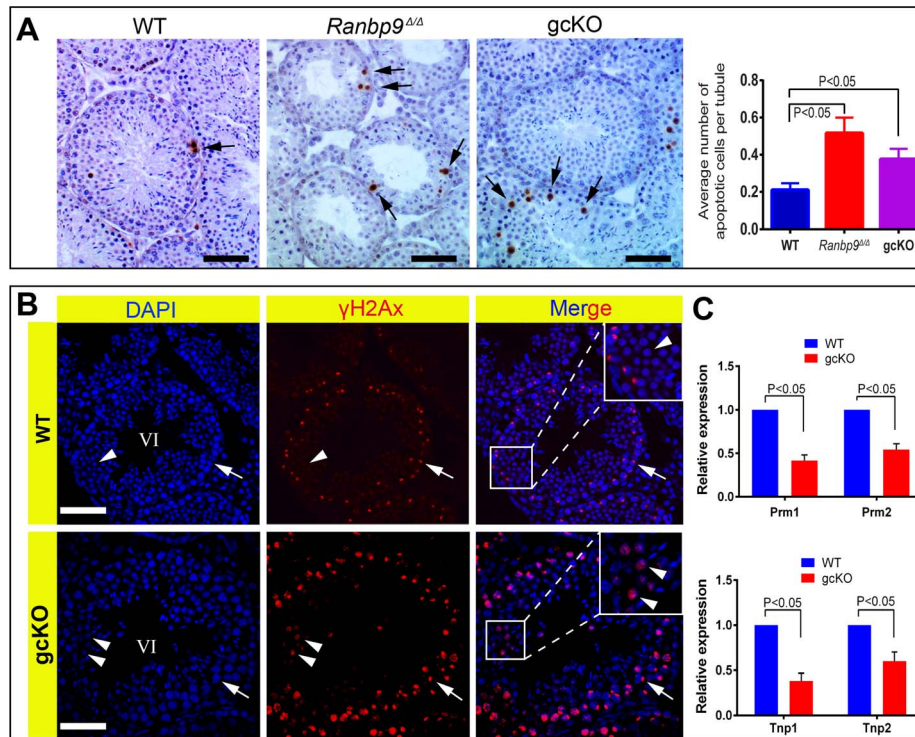 A
WT
Ranbp9 Δ/Δ
gcKO
Average number of
apoptotic cells per tubule
0.8
0.6
0.4
0.2
0.0
P<0.05
P<0.05
WT
Ranbp9Δ/Δ
gcKO
B
DAPI
γH2Ax
Merge
WT
VI
gcKO
VI
C
WT
gcKO
Relative expression
1.5
1.0
0.5
0.0
P<0.05
P<0.05
Prm1
Prm2
WT
gcKO
Relative expression
1.5
1.0
0.5
0.0
P<0.05
P<0.05
Tnp1
Tnp2